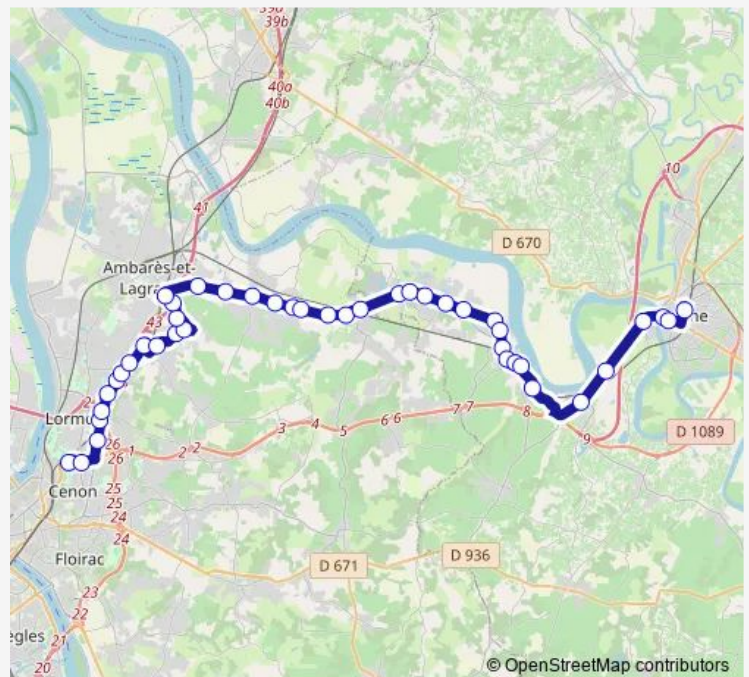 39b
40a
40b
41
10
D 670
Ambarès-et-
Lagra
43
2
Lormo
26 1 2 2 3 4 5 6 6 7 7 8 9
26
D 1089
Cenon
25
25
24
24
Floirac
D 671
D 936
23
22
egles 21
20
© OpenStreetMap contributors